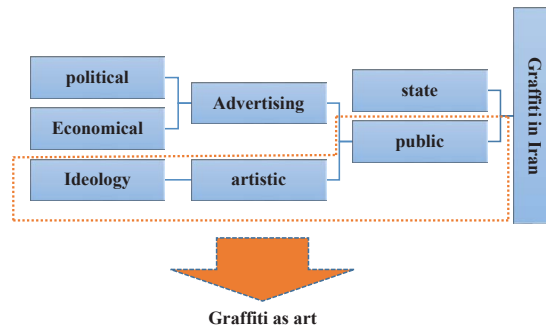 political
Economical
Ideology
Advertising
artistic
state
public
Graffiti in Iran
Graffiti as art